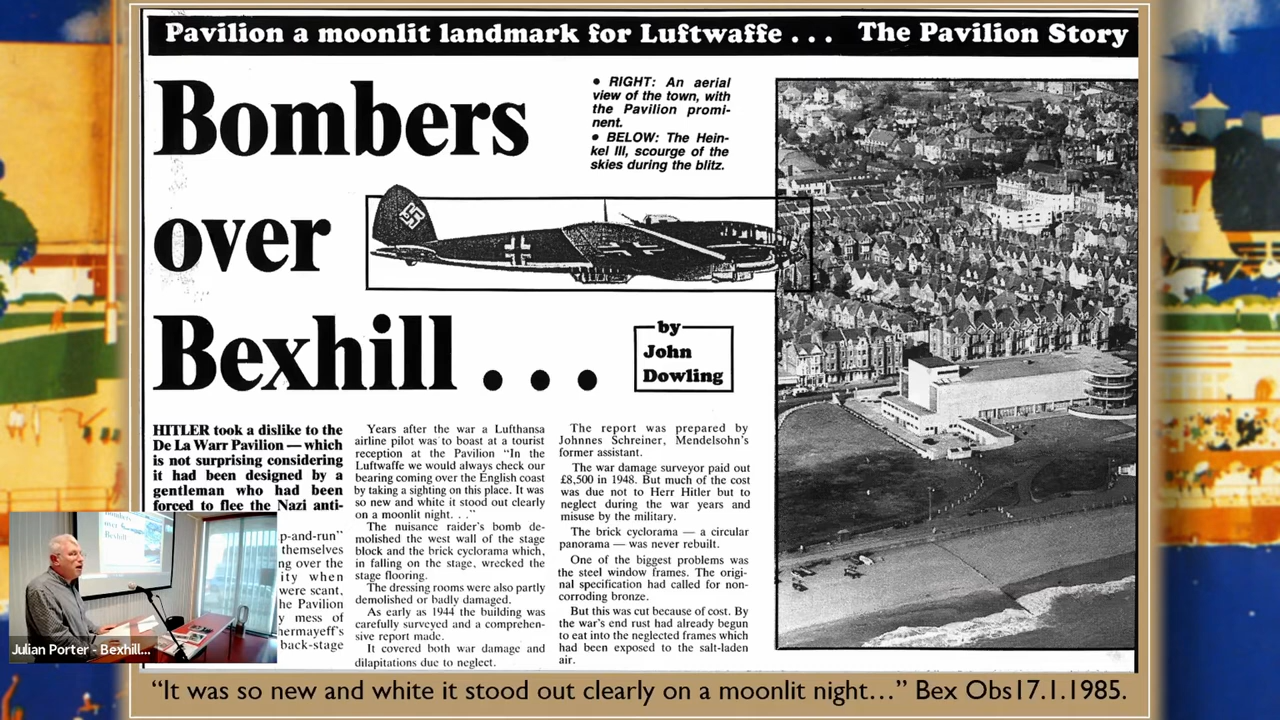 Pavilion a moonlit landmark for Luftwaffe . . . The Pavilion Story
Bombers
over
Bexhill . . .
• RIGHT: An aerial
view of the town, with
the Pavilion promi-
nent.
• BELOW: The Hein-
kel III, scourge of the
skies during the blitz.
by
John
Dowling
HITLER took a dislike to the
De La Warr Pavilion — which
is not surprising considering
it had been designed by a
gentleman who had been
forced to flee the Nazi anti-
p-and-run"
themselves
ng over the
ity when
were scant,
he Pavilion
y mess of
hermayeff's
back-stage
Years after the war a Lufthansa
airline pilot was to boast at a tourist
reception at the Pavilion "In the
Luftwaffe we would always check our
bearing coming over the English coast
by taking a sighting on this place. It was
so new and white it stood out clearly
on a moonlit night. . ."
The nuisance raider's bomb de-
molished the west wall of the stage
block and the brick cyclorama which,
in falling on the stage, wrecked the
stage flooring.
The dressing rooms were also partly
demolished or badly damaged.
As early as 1944 the building was
carefully surveyed and a comprehen-
sive report made.
It covered both war damage and
dilapitations due to neglect.
The report was prepared by
Johnnes Schreiner, Mendelsohn's
former assistant.
The war damage surveyor paid out
£8,500 in 1948. But much of the cost
was due not to Herr Hitler but to
neglect during the war years and
misuse by the military.
The brick cyclorama — a circular
panorama — was never rebuilt.
One of the biggest problems was
the steel window frames. The origi-
nal specification had called for non-
corroding bronze.
But this was cut because of cost. By
the war's end rust had already begun
to eat into the neglected frames which
had been exposed to the salt-laden
air.
Bexhill
Julian Porter - Bexhill...
“It was so new and white it stood out clearly on a moonlit night…” Bex Obs17.1.1985.